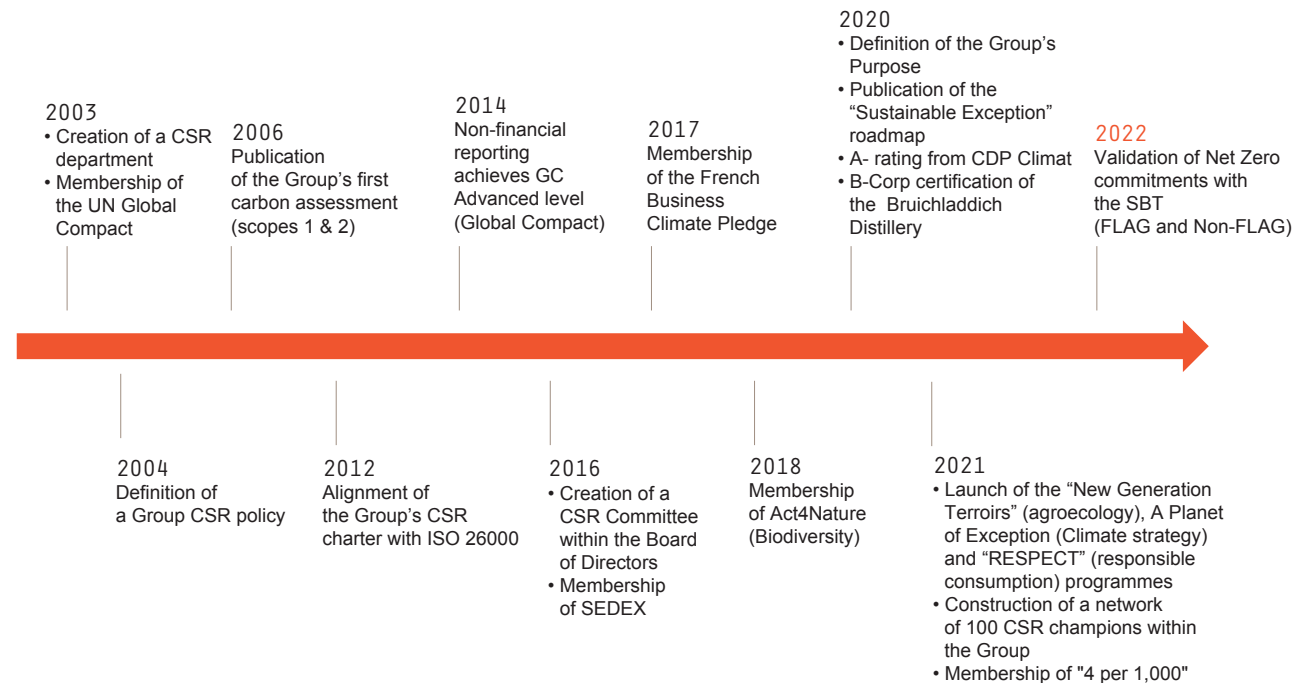 2003
• Creation of a CSR
department
• Membership of
the UN Global
Compact
2006
Publication
of the Group's first
carbon assessment
(scopes 1 & 2)
2014
Non-financial
reporting
achieves GC
Advanced level
(Global Compact)
2017
Membership
of the French
Business
Climate Pledge
2020
• Definition of the Group's
Purpose
• Publication of the
“Sustainable Exception”
roadmap
• A- rating from CDP Climat
• B-Corp certification of
the Bruichladdich
Distillery
2022
Validation of Net Zero
commitments with
the SBT
(FLAG and Non-FLAG)
2004
Definition of
a Group CSR policy
2012
Alignment of
the Group's CSR
charter with ISO 26000
2016
• Creation of a
CSR Committee
within the Board
of Directors
• Membership
of SEDEX
2018
Membership
of Act4Nature
(Biodiversity)
2021
• Launch of the “New Generation
Terroirs” (agroecology), A Planet
of Exception (Climate strategy)
and “RESPECT” (responsible
consumption) programmes
• Construction of a network
of 100 CSR champions within
the Group
• Membership of "4 per 1,000"